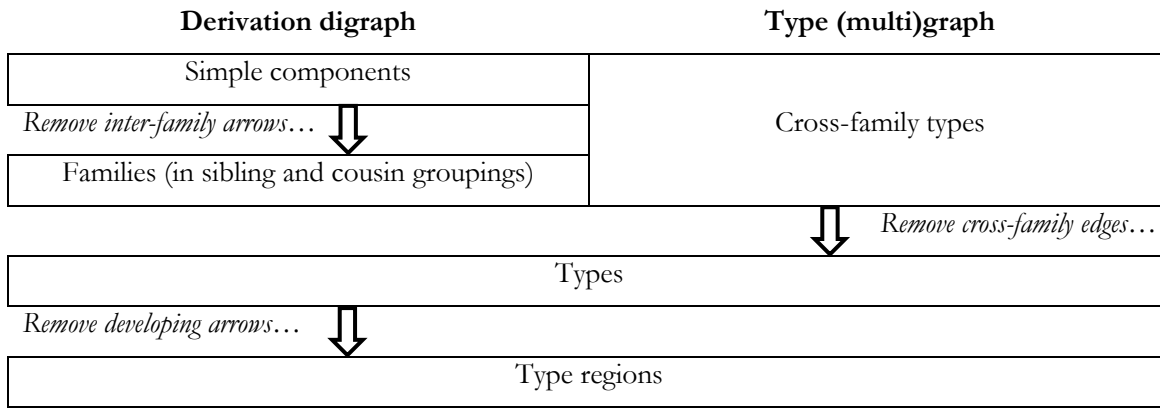 Derivation digraph
Type (multi)graph
Simple components
Remove inter-family arrows…
Cross-family types
Families (in sibling and cousin groupings)
Remove cross-family edges…
Types
Remove developing arrows…
Type regions